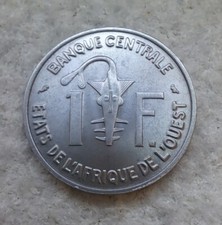 BANQUE CENTRALE
1 F.
ETATS DE L'AFRIQUE DE L'OUEST